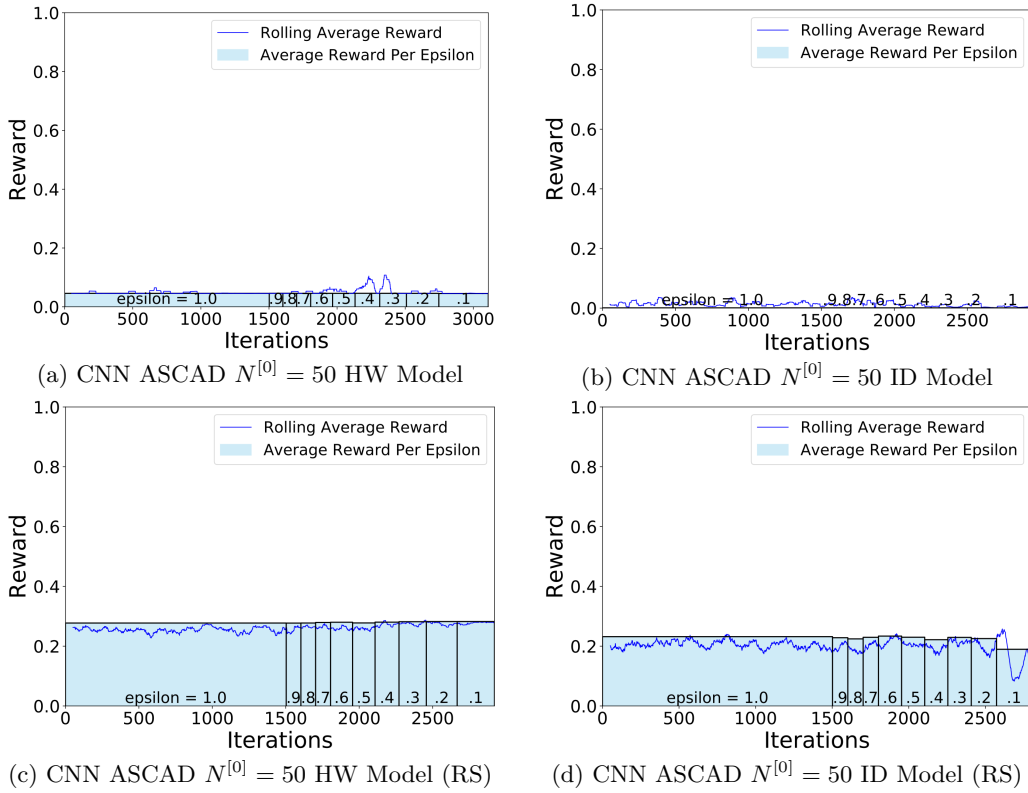 1.0
0.8
0.6
0.4
0.2
0.0
Reward
Rolling Average Reward
Average Reward Per Epsilon
epsilon = 1.0 .9 .8 .7 .6 .5 .4 .3 .2 .1
0 500 1000 1500 2000 2500 3000
Iterations
(a) CNN ASCAD N^[0] = 50 HW Model
1.0
0.8
0.6
0.4
0.2
0.0
Reward
Rolling Average Reward
Average Reward Per Epsilon
epsilon = 1.0 .9 .8 .7 .6 .5 .4 .3 .2 .1
0 500 1000 1500 2000 2500
Iterations
(b) CNN ASCAD N^[0] = 50 ID Model
1.0
0.8
0.6
0.4
0.2
0.0
Reward
Rolling Average Reward
Average Reward Per Epsilon
epsilon = 1.0 .9 .8 .7 .6 .5 .4 .3 .2 .1
0 500 1000 1500 2000 2500
Iterations
(c) CNN ASCAD N^[0] = 50 HW Model (RS)
1.0
0.8
0.6
0.4
0.2
0.0
Reward
Rolling Average Reward
Average Reward Per Epsilon
epsilon = 1.0 .9 .8 .7 .6 .5 .4 .3 .2 .1
0 500 1000 1500 2000 2500
Iterations
(d) CNN ASCAD N^[0] = 50 ID Model (RS)